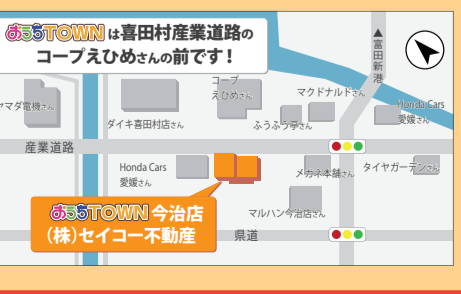 おうちTOWNは喜田村産業道路の
コープえひめさんの前です！
▲富田新港
コープ
えひめさん
マクドナルドさん
ヤマダ電機さん
Honda Cars
愛媛さん
ダイキ喜田村店さん
ふうふう亭さん
産業道路
Honda Cars
愛媛さん
メガネ本舗さん
タイヤガーデンさん
おうちTOWN今治店
(株)セイコー不動産
マルハン今治店さん
県道